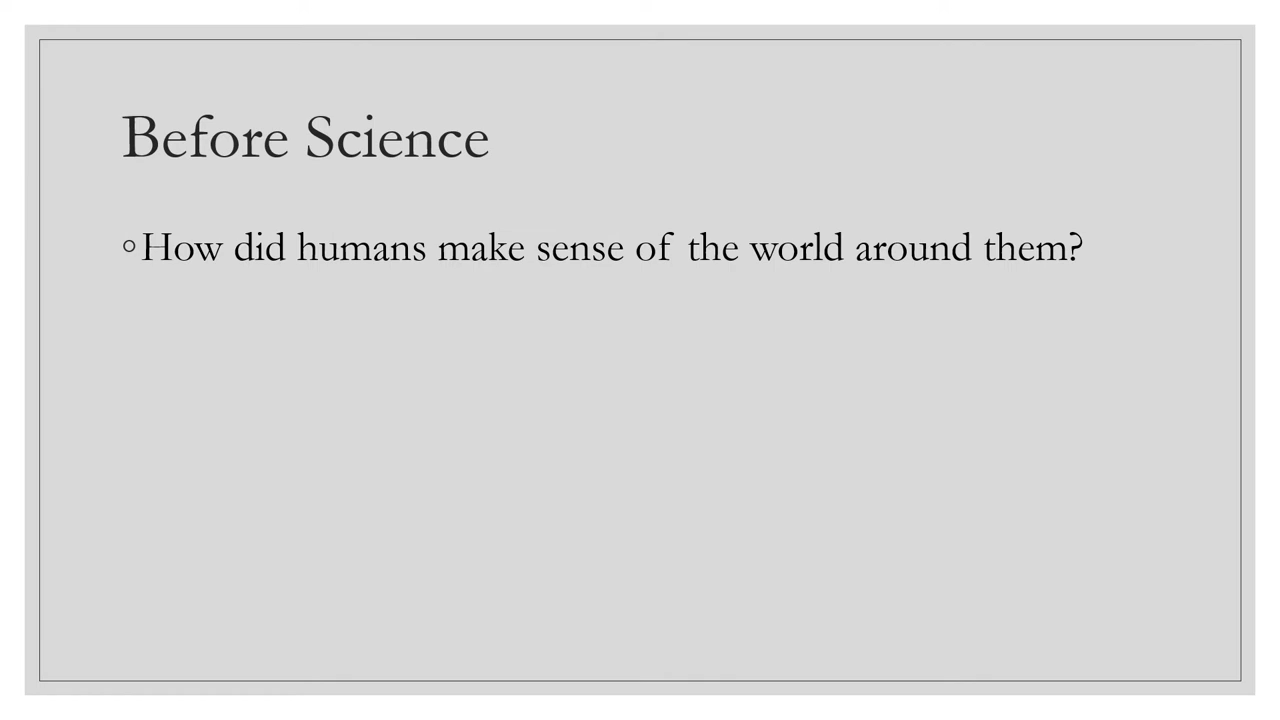 Before Science
◦How did humans make sense of the world around them?